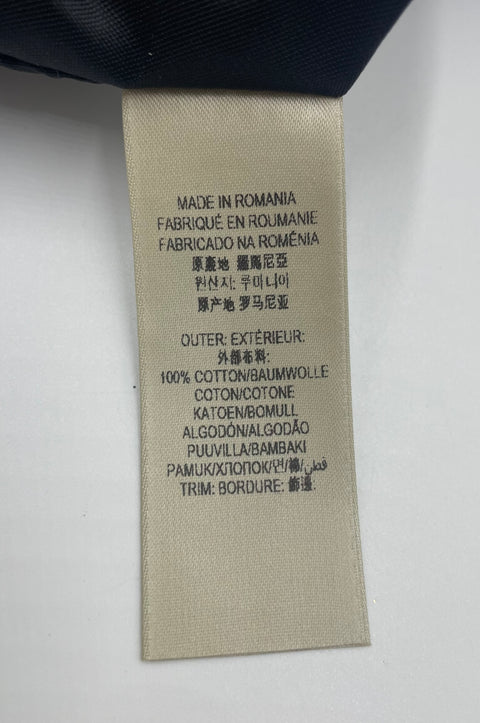 MADE IN ROMANIA
FABRIQUÉ EN ROUMANIE
FABRICADO NA ROMÉNIA
原產地 羅馬尼亞
원산지: 루마니아
原产地 罗马尼亚
OUTER: EXTÉRIEUR:
外部布料:
100% COTTON/BAUMWOLLE
COTON/COTONE
KATOEN/BOMULL
ALGODÓN/ALGODÃO
PUUVILLA/BAMBAKI
PAMUK/ХЛОПОК/면/棉/قطن
TRIM: BORDURE: 飾邊: